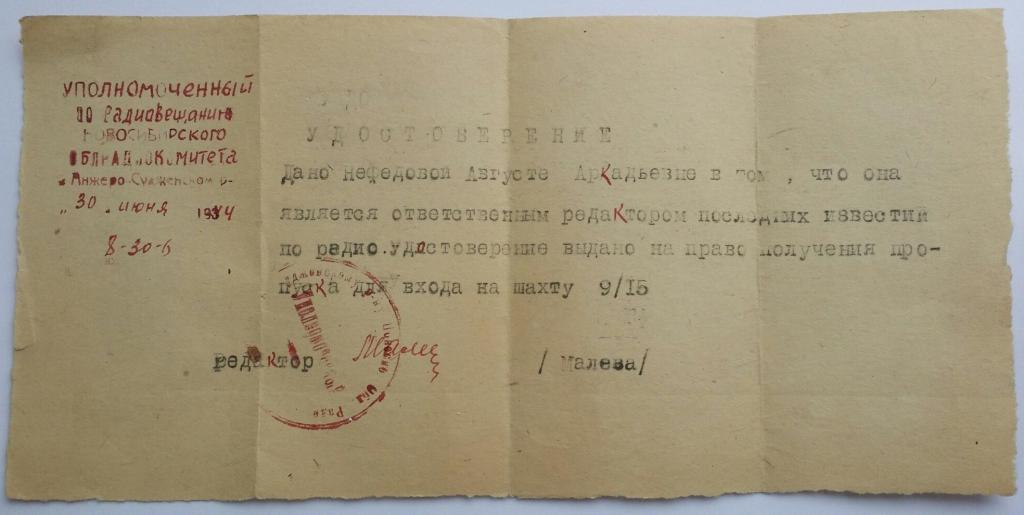 УПОЛНОМОЧЕННЫЙ
по Радиовещанию
НОВОСИБИРСКОГО
ОБЛРАДИОКОМИТЕТА
Анжеро-Судженском
"30" июня 1944
8-30-6
УДОСТОВЕРЕНИЕ
Дано Нефедовой Августе Аркадьевне в том, что она
является ответственным редактором последних известий
по радио. Удостоверение выдано на право получения про-
пуска для входа на шахту 9/15
редактор /Малева/